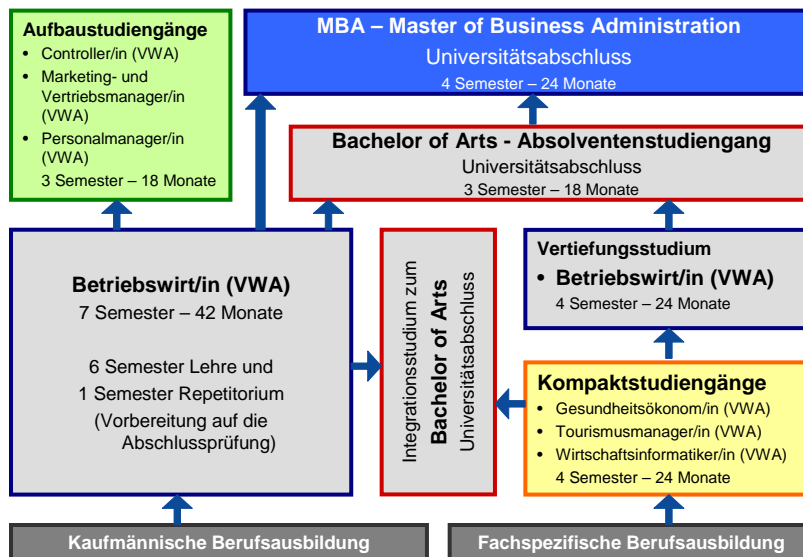 Aufbaustudiengänge
• Controller/in (VWA)
• Marketing- und
Vertriebsmanager/in
(VWA)
• Personalmanager/in
(VWA)
3 Semester – 18 Monate
MBA – Master of Business Administration
Universitätsabschluss
4 Semester – 24 Monate
Bachelor of Arts - Absolventenstudiengang
Universitätsabschluss
3 Semester – 18 Monate
Betriebswirt/in (VWA)
7 Semester – 42 Monate
6 Semester Lehre und
1 Semester Repetitorium
(Vorbereitung auf die
Abschlussprüfung)
Integrationsstudium zum
Bachelor of Arts
Universitätsabschluss
Vertiefungsstudium
• Betriebswirt/in (VWA)
4 Semester – 24 Monate
Kompaktstudiengänge
• Gesundheitsökonom/in (VWA)
• Tourismusmanager/in (VWA)
• Wirtschaftsinformatiker/in (VWA)
4 Semester – 24 Monate
Kaufmännische Berufsausbildung
Fachspezifische Berufsausbildung